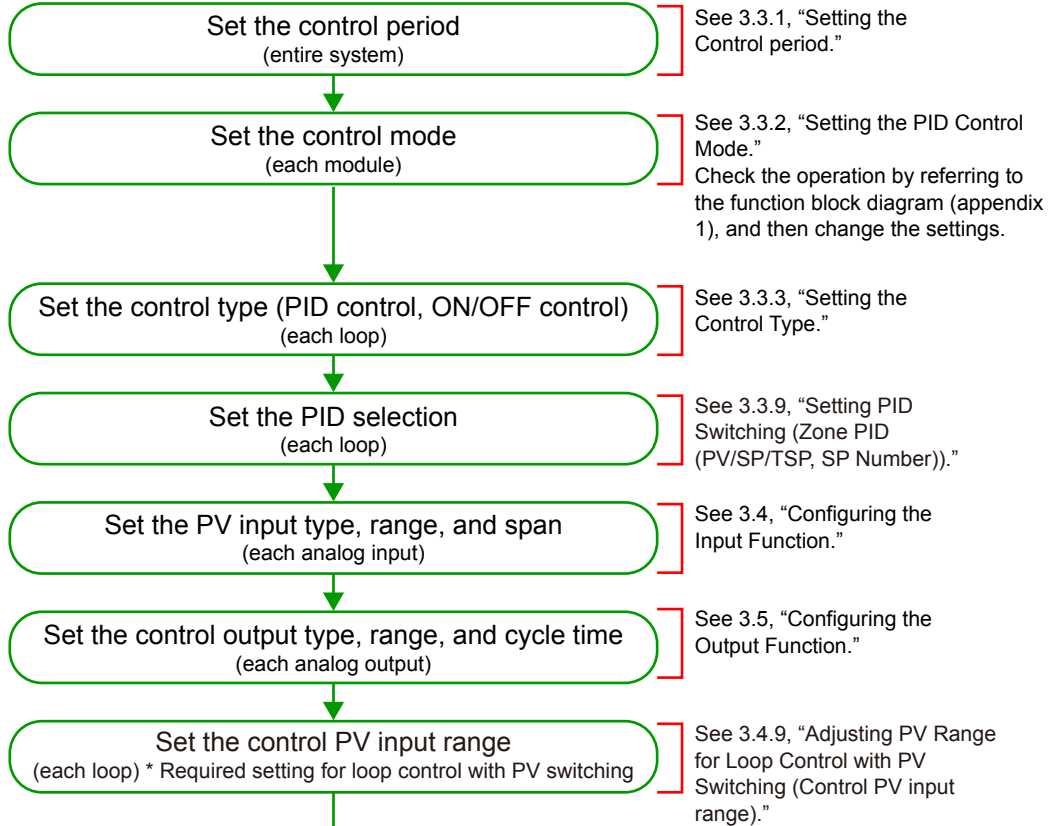 Set the control period
(entire system)
See 3.3.1, “Setting the
Control period.”
Set the control mode
(each module)
See 3.3.2, “Setting the PID Control
Mode.”
Check the operation by referring to
the function block diagram (appendix
1), and then change the settings.
Set the control type (PID control, ON/OFF control)
(each loop)
See 3.3.3, “Setting the
Control Type.”
Set the PID selection
(each loop)
See 3.3.9, “Setting PID
Switching (Zone PID
(PV/SP/TSP, SP Number)).”
Set the PV input type, range, and span
(each analog input)
See 3.4, “Configuring the
Input Function.”
Set the control output type, range, and cycle time
(each analog output)
See 3.5, “Configuring the
Output Function.”
Set the control PV input range
(each loop) * Required setting for loop control with PV switching
See 3.4.9, “Adjusting PV Range
for Loop Control with PV
Switching (Control PV input
range).”